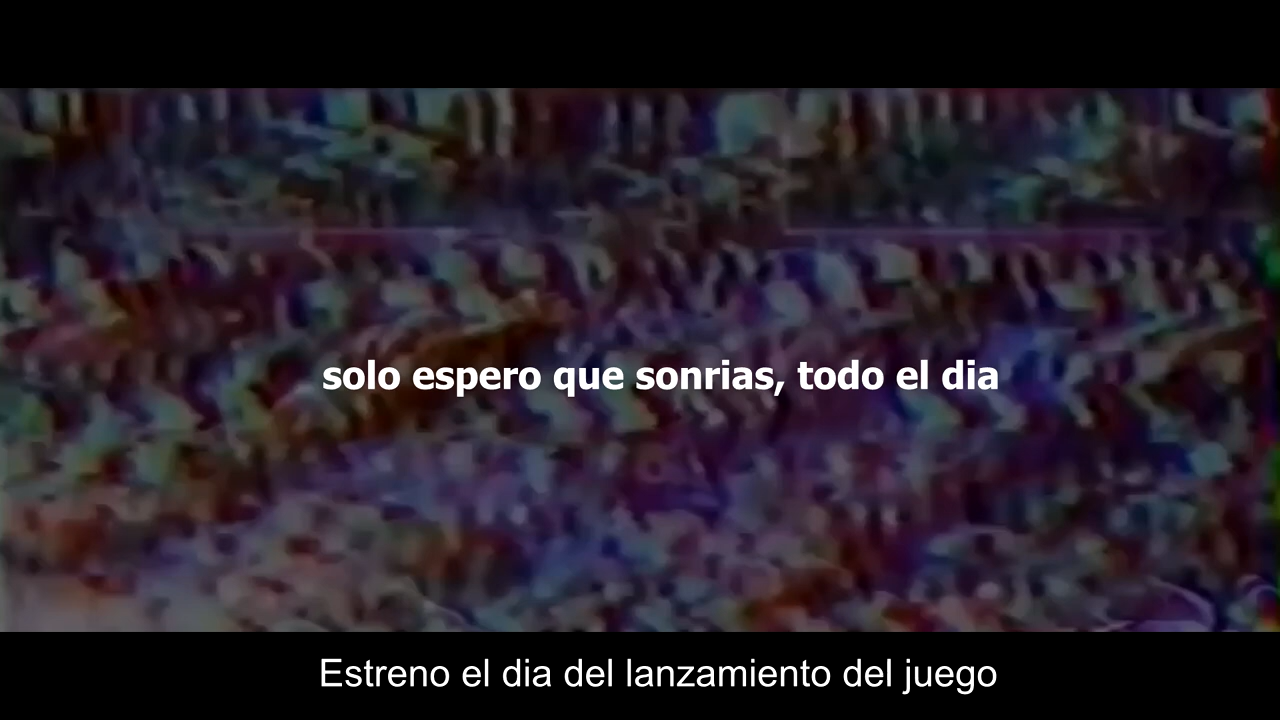 solo espero que sonrias, todo el dia
Estreno el dia del lanzamiento del juego